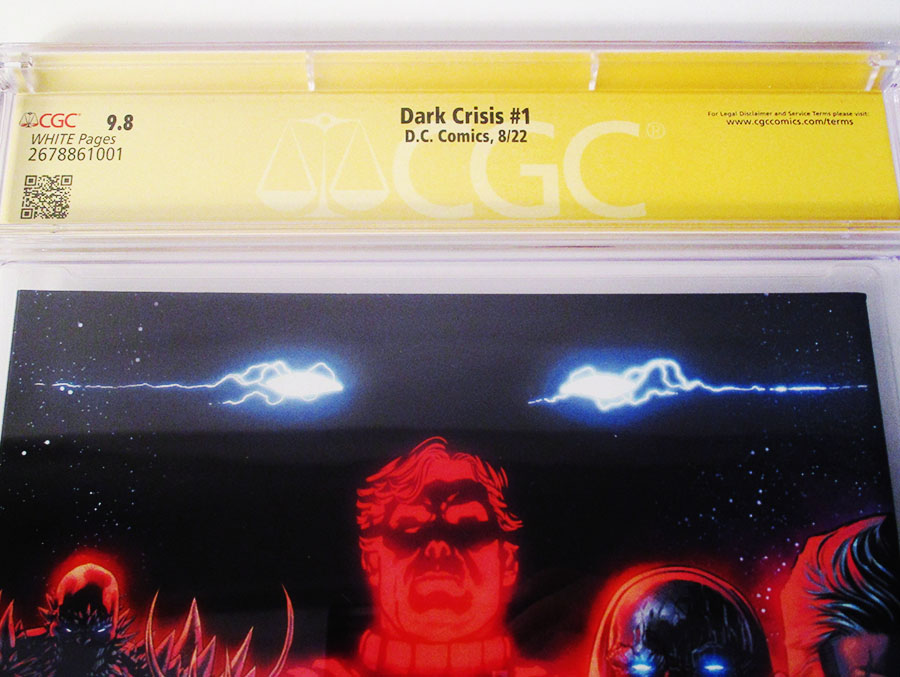 CGC 9.8
WHITE Pages
2678861001
Dark Crisis #1
D.C. Comics, 8/22
CGC®
For Legal Disclaimer and Service Terms please visit:
www.cgccomics.com/terms